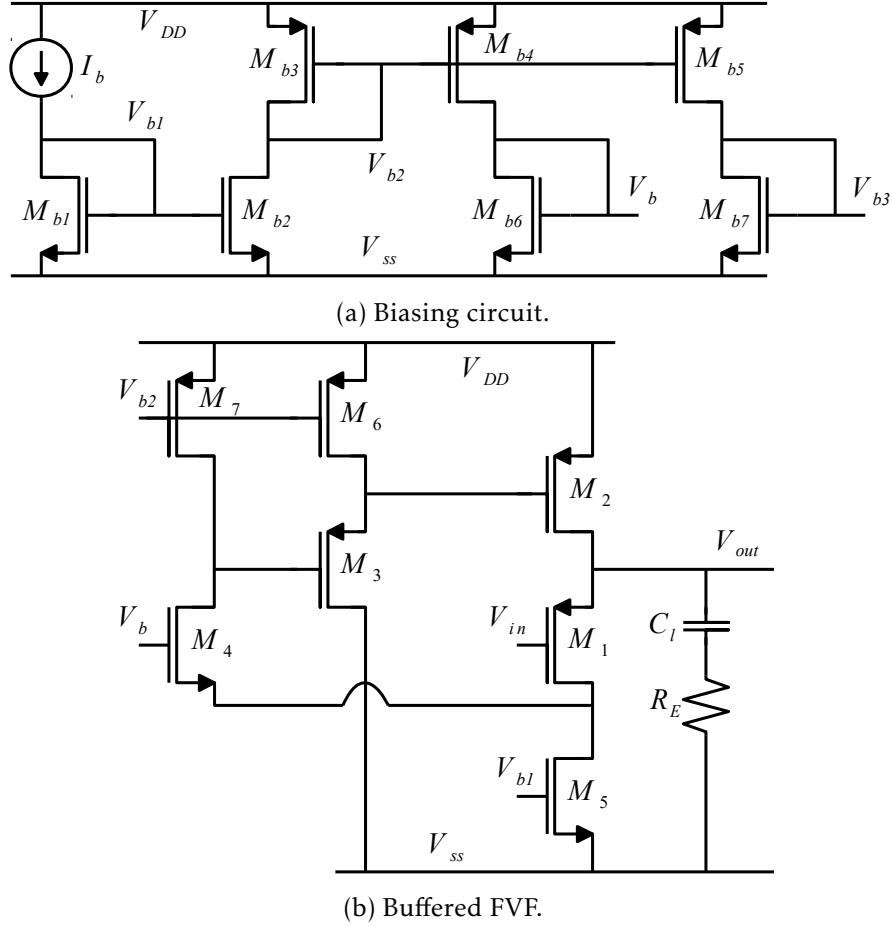 V_DD
I_b
M_b3
M_b4
M_b5
V_b1
V_b2
M_b1
M_b2
M_b6
V_b
M_b7
V_b3
V_ss
(a) Biasing circuit.
V_DD
V_b2
M_7
M_6
M_2
V_out
M_3
V_b
M_4
V_in
M_1
C_l
R_E
V_b1
M_5
V_ss
(b) Buffered FVF.